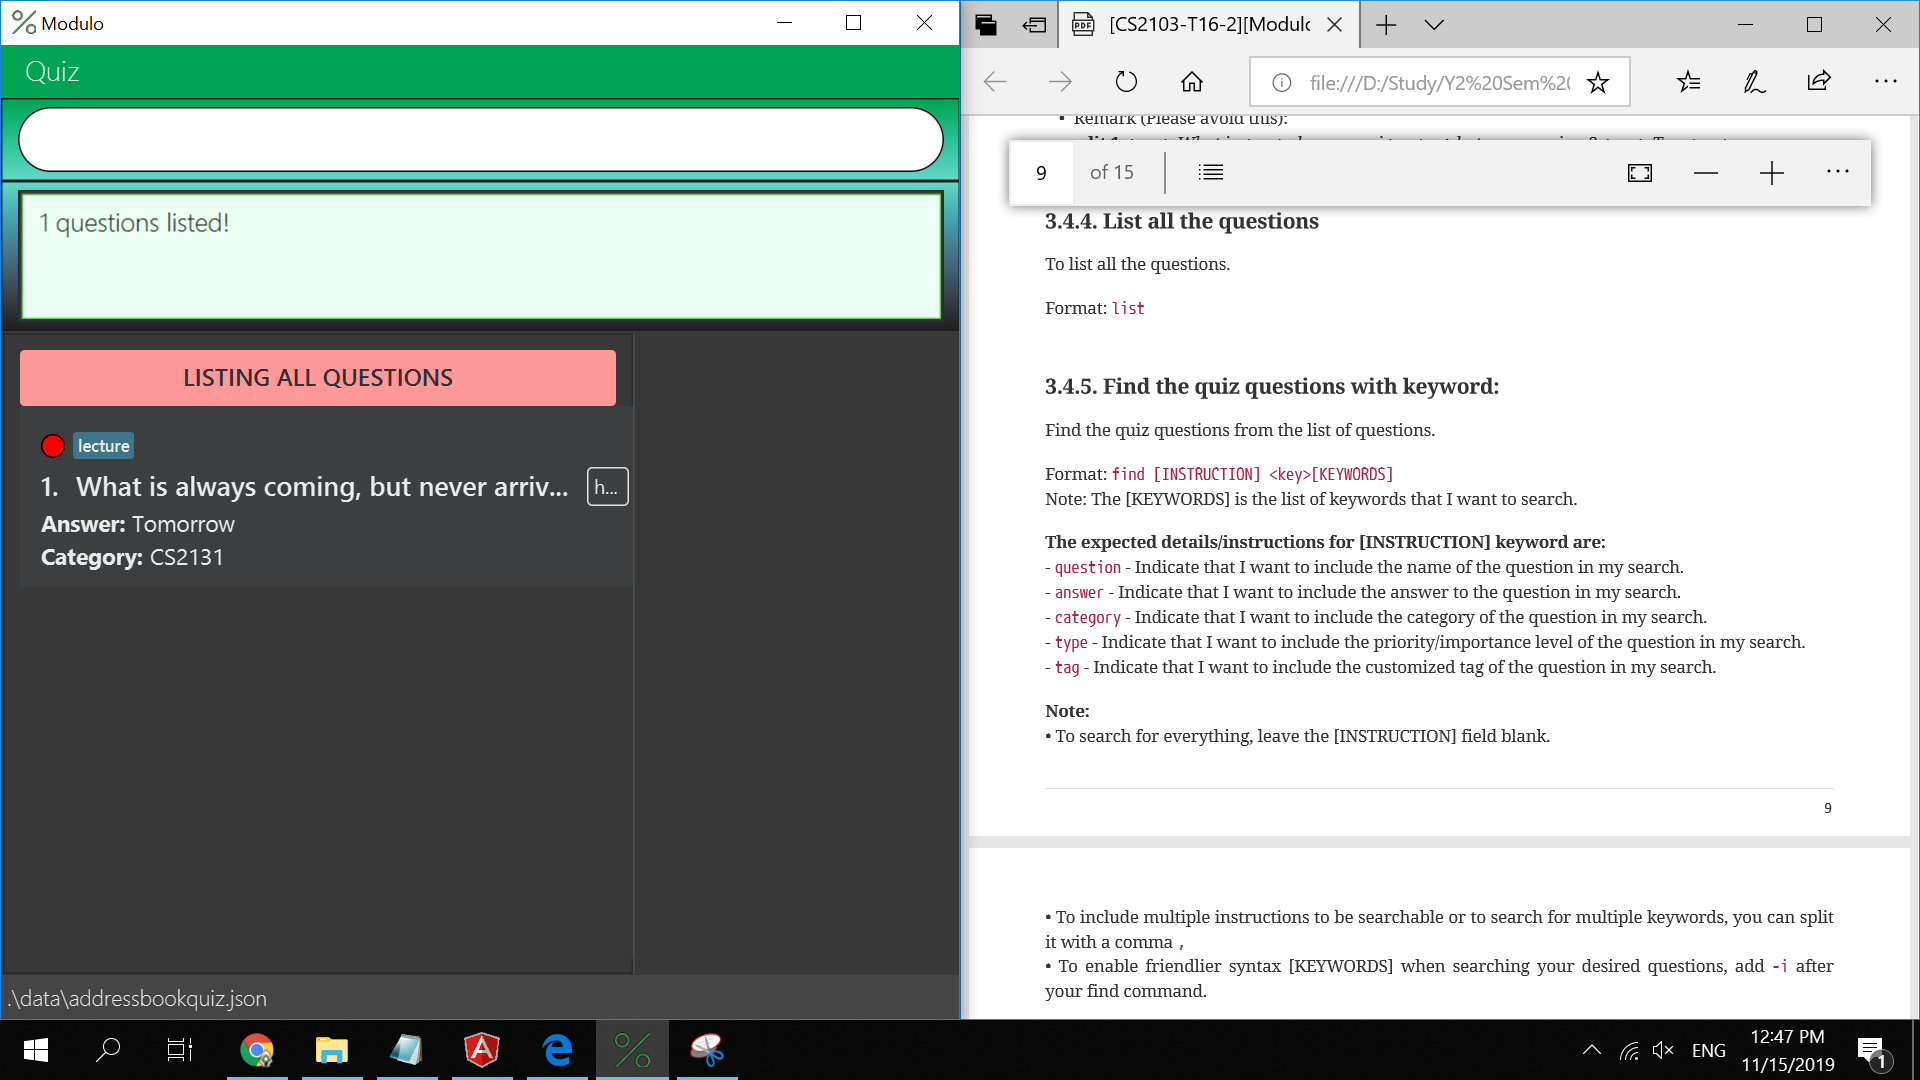 Modulo
Quiz
1 questions listed!
LISTING ALL QUESTIONS
lecture
1. What is always coming, but never arriv...
h...
Answer: Tomorrow
Category: CS2131
.\data\addressbookquiz.json
PDF
[CS2103-T16-2][Modulo
file:///D:/Study/Y2%20Sem%20
• Remark (Please avoid this):
9 of 15
3.4.4. List all the questions
To list all the questions.
Format: list
3.4.5. Find the quiz questions with keyword:
Find the quiz questions from the list of questions.
Format: find [INSTRUCTION] <key>[KEYWORDS]
Note: The [KEYWORDS] is the list of keywords that I want to search.
The expected details/instructions for [INSTRUCTION] keyword are:
- question - Indicate that I want to include the name of the question in my search.
- answer - Indicate that I want to include the answer to the question in my search.
- category - Indicate that I want to include the category of the question in my search.
- type - Indicate that I want to include the priority/importance level of the question in my search.
- tag - Indicate that I want to include the customized tag of the question in my search.
Note:
• To search for everything, leave the [INSTRUCTION] field blank.
9
• To include multiple instructions to be searchable or to search for multiple keywords, you can split
it with a comma ,
• To enable friendlier syntax [KEYWORDS] when searching your desired questions, add -i after
your find command.
ENG
12:47 PM
11/15/2019
1